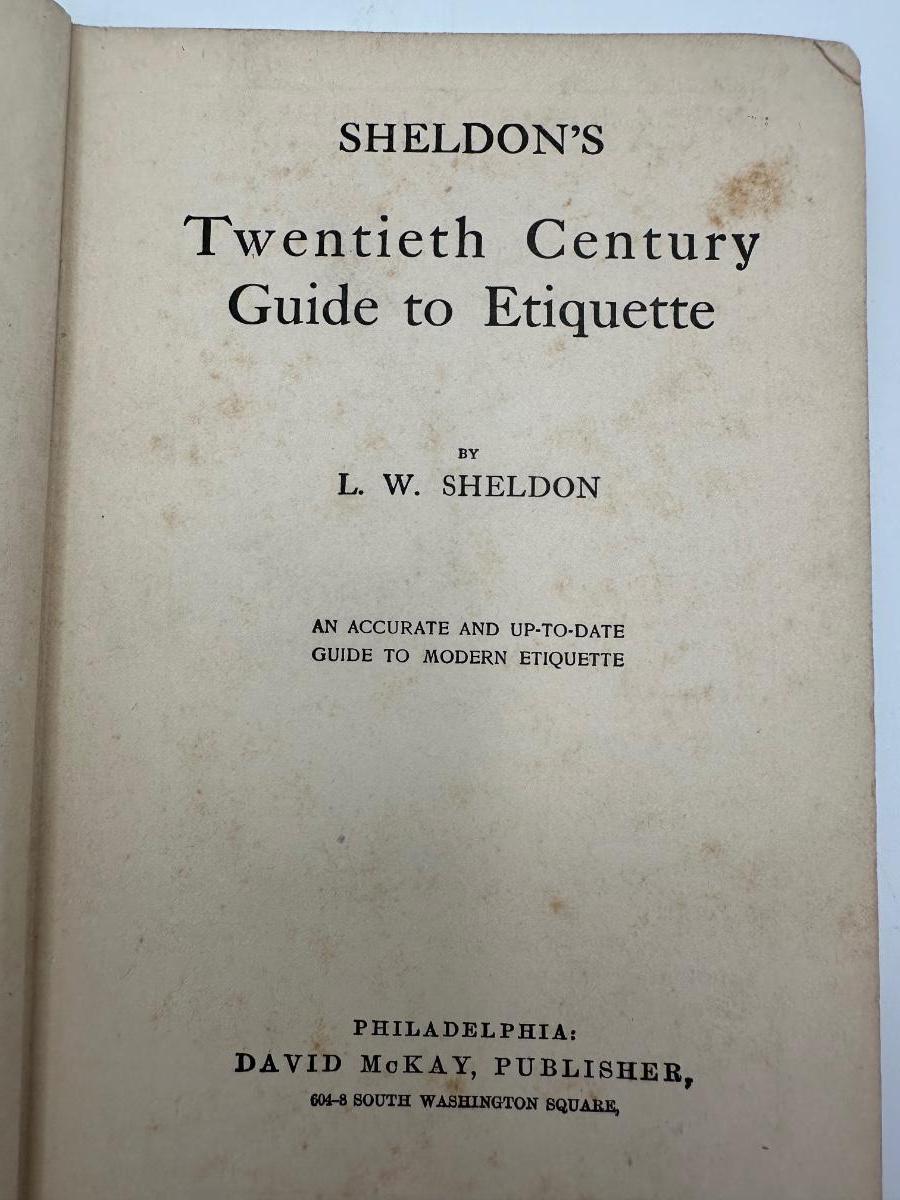 SHELDON'S
Twentieth Century
Guide to Etiquette
BY
L. W. SHELDON
AN ACCURATE AND UP-TO-DATE
GUIDE TO MODERN ETIQUETTE
PHILADELPHIA:
DAVID McKAY, PUBLISHER,
604-8 SOUTH WASHINGTON SQUARE,